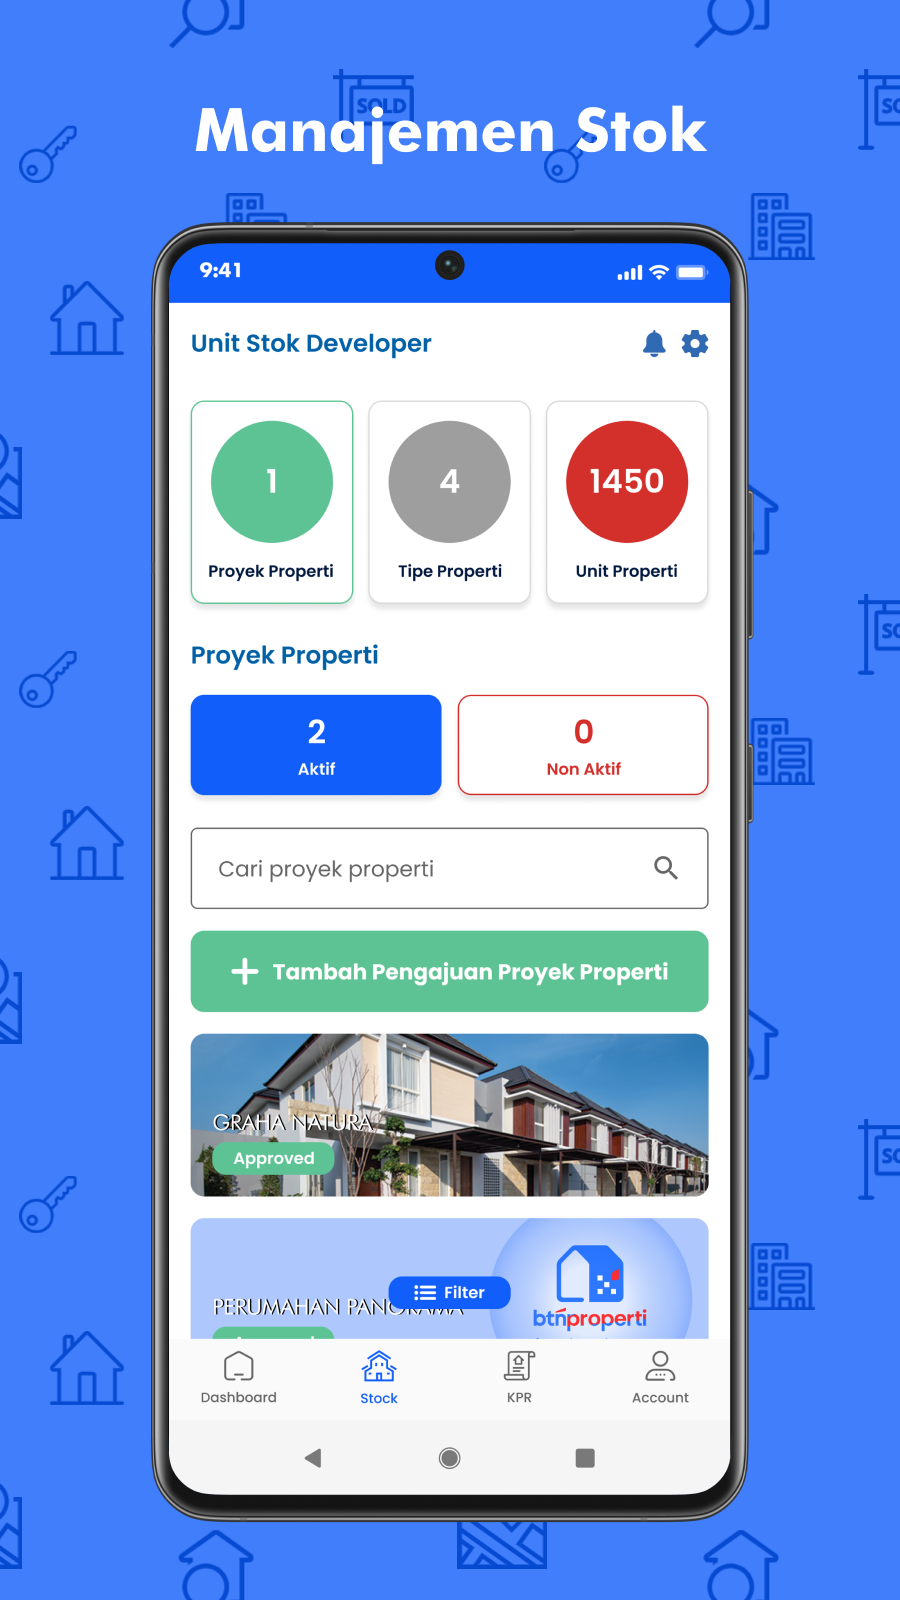 SOLD
Manajemen Stok
9:41
Unit Stok Developer
1
4
1450
Proyek Properti
Tipe Properti
Unit Properti
Proyek Properti
2
0
Aktif
Non Aktif
Cari proyek properti
Tambah Pengajuan Proyek Properti
GRAHA NATURA
Approved
Filter
PERUMAHAN PANORAMA
btnproperti
Dashboard
Stock
KPR
Account